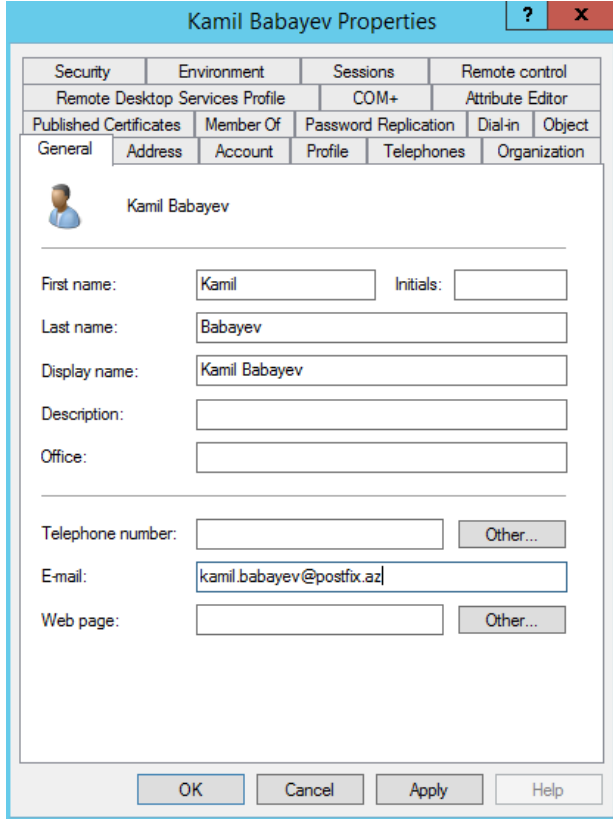 Kamil Babayev Properties ? x
Security Environment Sessions Remote control
Remote Desktop Services Profile COM+ Attribute Editor
Published Certificates Member Of Password Replication Dial-in Object
General Address Account Profile Telephones Organization
Kamil Babayev
First name: Kamil Initials:
Last name: Babayev
Display name: Kamil Babayev
Description:
Office:
Telephone number: Other...
E-mail: kamil.babayev@postfix.az
Web page: Other...
OK Cancel Apply Help